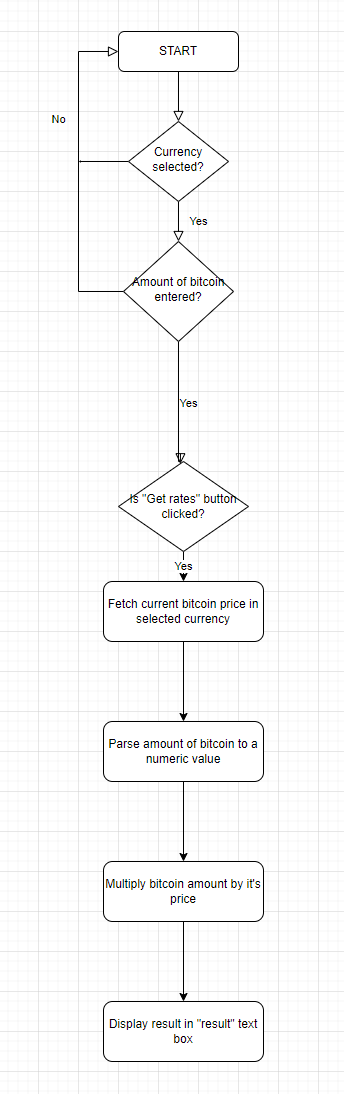 START
No
Currency
selected?
Yes
Amount of bitcoin
entered?
Yes
Is "Get rates" button
clicked?
Yes
Fetch current bitcoin price in
selected currency
Parse amount of bitcoin to a
numeric value
Multiply bitcoin amount by it's
price
Display result in "result" text
box